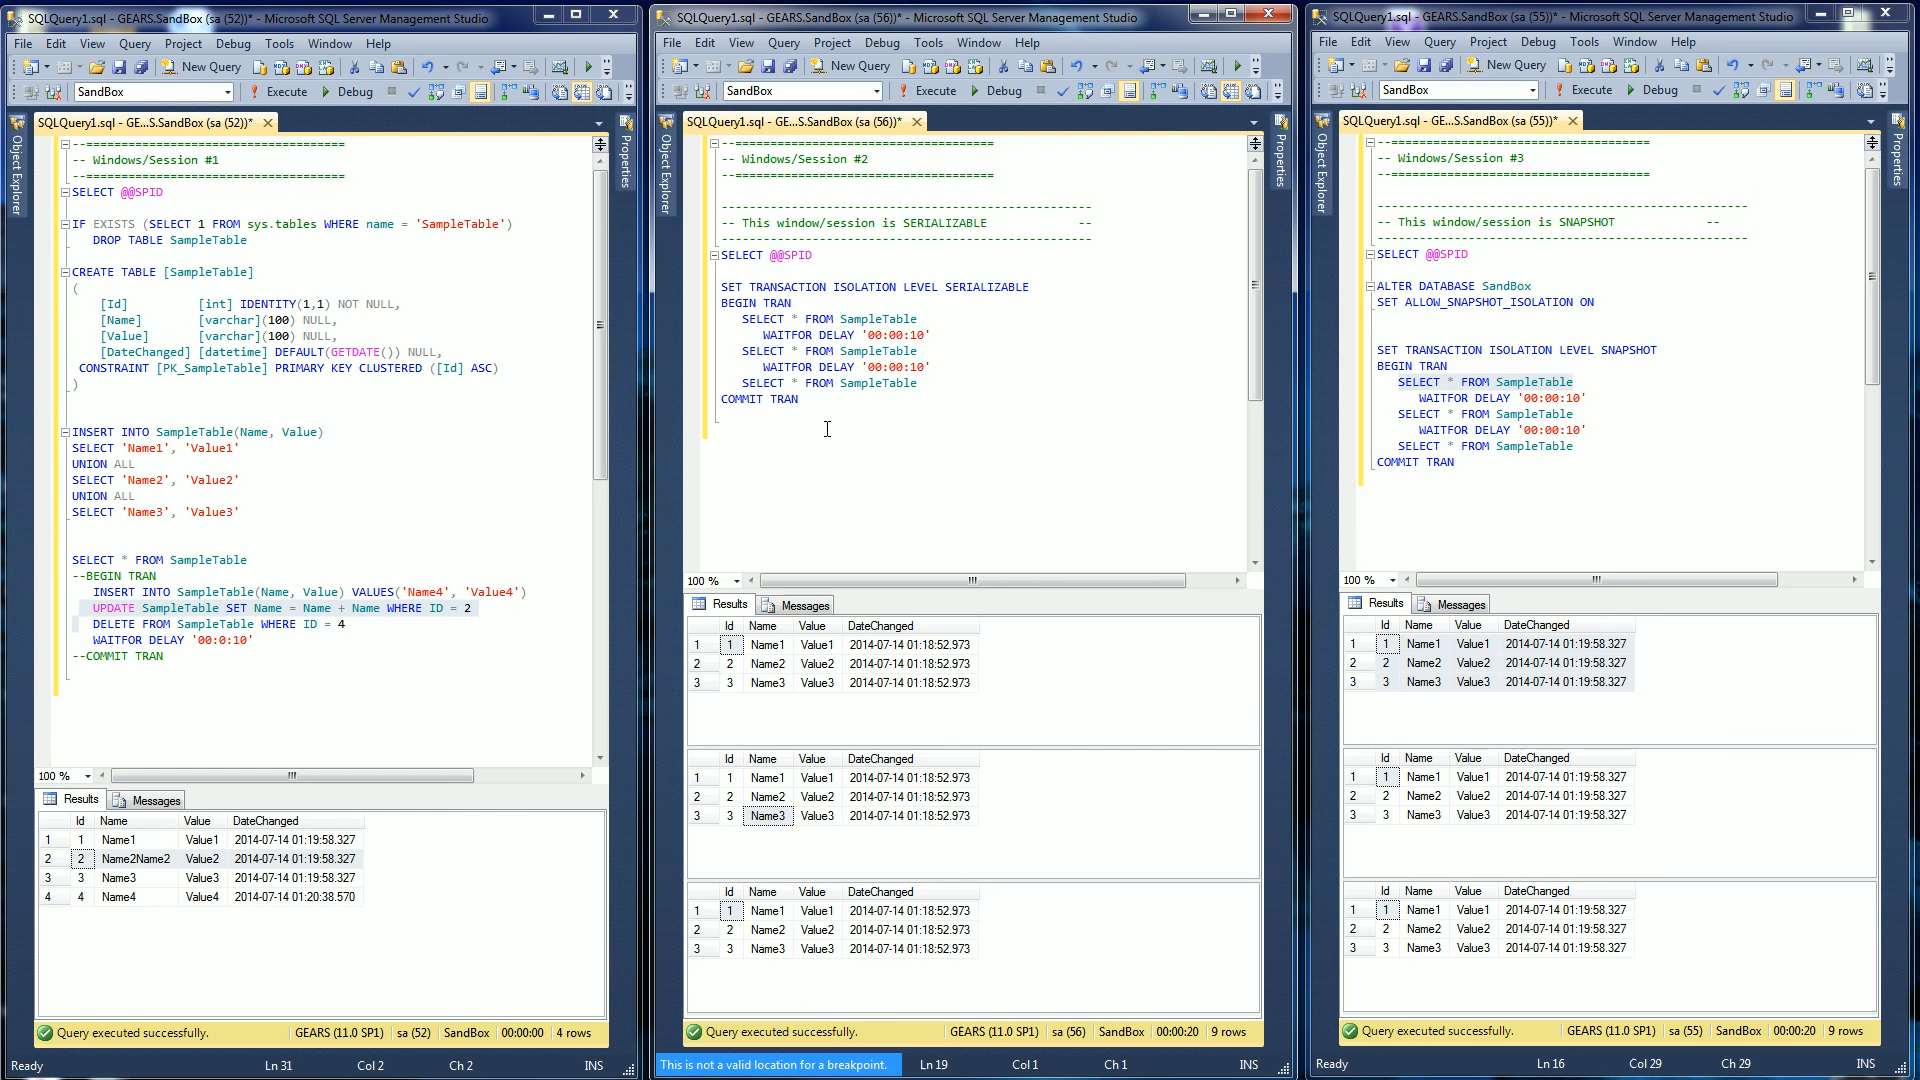 SQLQuery1.sql - GEARS.SandBox (sa (52))* - Microsoft SQL Server Management Studio
File Edit View Query Project Debug Tools Window Help
New Query
SandBox Execute Debug
SQLQuery1.sql - GE...S.SandBox (sa (52))*
Object Explorer
Properties
--=====================================
-- Windows/Session #1
--=====================================
SELECT @@SPID
IF EXISTS (SELECT 1 FROM sys.tables WHERE name = 'SampleTable')
DROP TABLE SampleTable
CREATE TABLE [SampleTable]
(
[Id] [int] IDENTITY(1,1) NOT NULL,
[Name] [varchar](100) NULL,
[Value] [varchar](100) NULL,
[DateChanged] [datetime] DEFAULT(GETDATE()) NULL,
CONSTRAINT [PK_SampleTable] PRIMARY KEY CLUSTERED ([Id] ASC)
)
INSERT INTO SampleTable(Name, Value)
SELECT 'Name1', 'Value1'
UNION ALL
SELECT 'Name2', 'Value2'
UNION ALL
SELECT 'Name3', 'Value3'
SELECT * FROM SampleTable
--BEGIN TRAN
INSERT INTO SampleTable(Name, Value) VALUES('Name4', 'Value4')
UPDATE SampleTable SET Name = Name + Name WHERE ID = 2
DELETE FROM SampleTable WHERE ID = 4
WAITFOR DELAY '00:0:10'
--COMMIT TRAN
100 %
Results Messages
Id Name Value DateChanged
1 1 Name1 Value1 2014-07-14 01:19:58.327
2 2 Name2Name2 Value2 2014-07-14 01:19:58.327
3 3 Name3 Value3 2014-07-14 01:19:58.327
4 4 Name4 Value4 2014-07-14 01:20:38.570
Query executed successfully. GEARS (11.0 SP1) sa (52) SandBox 00:00:00 4 rows
Ready Ln 31 Col 2 Ch 2 INS
SQLQuery1.sql - GEARS.SandBox (sa (56))* - Microsoft SQL Server Management Studio
File Edit View Query Project Debug Tools Window Help
New Query
SandBox Execute Debug
SQLQuery1.sql - GE...S.SandBox (sa (56))*
Object Explorer
Properties
--=====================================
-- Windows/Session #2
--=====================================
-----------------------------------------------------
-- This window/session is SERIALIZABLE --
-----------------------------------------------------
SELECT @@SPID
SET TRANSACTION ISOLATION LEVEL SERIALIZABLE
BEGIN TRAN
SELECT * FROM SampleTable
WAITFOR DELAY '00:00:10'
SELECT * FROM SampleTable
WAITFOR DELAY '00:00:10'
SELECT * FROM SampleTable
COMMIT TRAN
100 %
Results Messages
Id Name Value DateChanged
1 1 Name1 Value1 2014-07-14 01:18:52.973
2 2 Name2 Value2 2014-07-14 01:18:52.973
3 3 Name3 Value3 2014-07-14 01:18:52.973
Id Name Value DateChanged
1 1 Name1 Value1 2014-07-14 01:18:52.973
2 2 Name2 Value2 2014-07-14 01:18:52.973
3 3 Name3 Value3 2014-07-14 01:18:52.973
Id Name Value DateChanged
1 1 Name1 Value1 2014-07-14 01:18:52.973
2 2 Name2 Value2 2014-07-14 01:18:52.973
3 3 Name3 Value3 2014-07-14 01:18:52.973
Query executed successfully. GEARS (11.0 SP1) sa (56) SandBox 00:00:20 9 rows
This is not a valid location for a breakpoint. Ln 19 Col 1 Ch 1 INS
SQLQuery1.sql - GEARS.SandBox (sa (55))* - Microsoft SQL Server Management Studio
File Edit View Query Project Debug Tools Window Help
New Query
SandBox Execute Debug
SQLQuery1.sql - GE...S.SandBox (sa (55))*
Object Explorer
Properties
--=====================================
-- Windows/Session #3
--=====================================
-----------------------------------------------------
-- This window/session is SNAPSHOT --
-----------------------------------------------------
SELECT @@SPID
ALTER DATABASE SandBox
SET ALLOW_SNAPSHOT_ISOLATION ON
SET TRANSACTION ISOLATION LEVEL SNAPSHOT
BEGIN TRAN
SELECT * FROM SampleTable
WAITFOR DELAY '00:00:10'
SELECT * FROM SampleTable
WAITFOR DELAY '00:00:10'
SELECT * FROM SampleTable
COMMIT TRAN
100 %
Results Messages
Id Name Value DateChanged
1 1 Name1 Value1 2014-07-14 01:19:58.327
2 2 Name2 Value2 2014-07-14 01:19:58.327
3 3 Name3 Value3 2014-07-14 01:19:58.327
Id Name Value DateChanged
1 1 Name1 Value1 2014-07-14 01:19:58.327
2 2 Name2 Value2 2014-07-14 01:19:58.327
3 3 Name3 Value3 2014-07-14 01:19:58.327
Id Name Value DateChanged
1 1 Name1 Value1 2014-07-14 01:19:58.327
2 2 Name2 Value2 2014-07-14 01:19:58.327
3 3 Name3 Value3 2014-07-14 01:19:58.327
Query executed successfully. GEARS (11.0 SP1) sa (55) SandBox 00:00:20 9 rows
Ready Ln 16 Col 29 Ch 29 INS